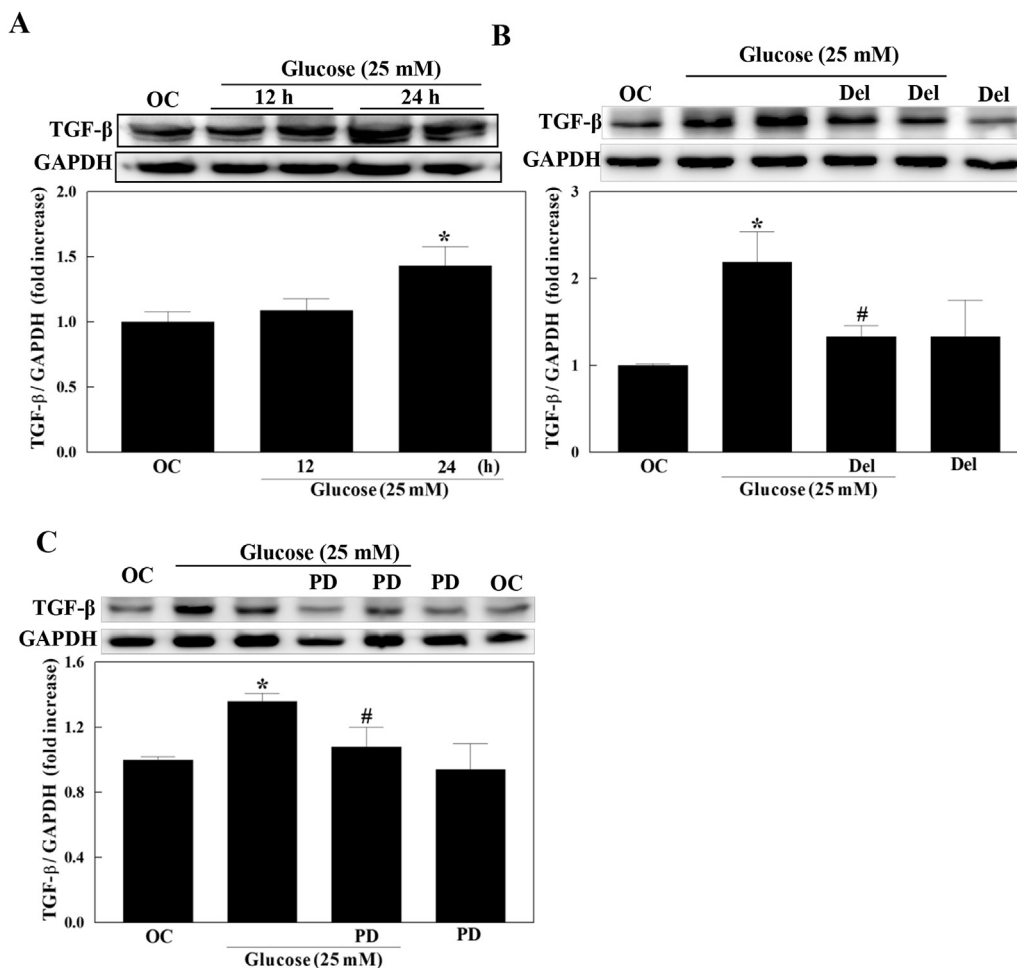 A
Glucose (25 mM)
OC 12 h 24 h
TGF-β
GAPDH
TGF-β / GAPDH (fold increase)
2.0
1.5
1.0
0.5
0.0
*
OC 12 24 (h)
Glucose (25 mM)
B
Glucose (25 mM)
OC Del Del Del
TGF-β
GAPDH
TGF-β / GAPDH (fold increase)
3
2
1
0
*
#
OC Del Del
Glucose (25 mM)
C
Glucose (25 mM)
OC PD PD PD OC
TGF-β
GAPDH
TGF-β / GAPDH (fold increase)
1.6
1.2
0.8
0.4
0.0
*
#
OC PD PD
Glucose (25 mM)